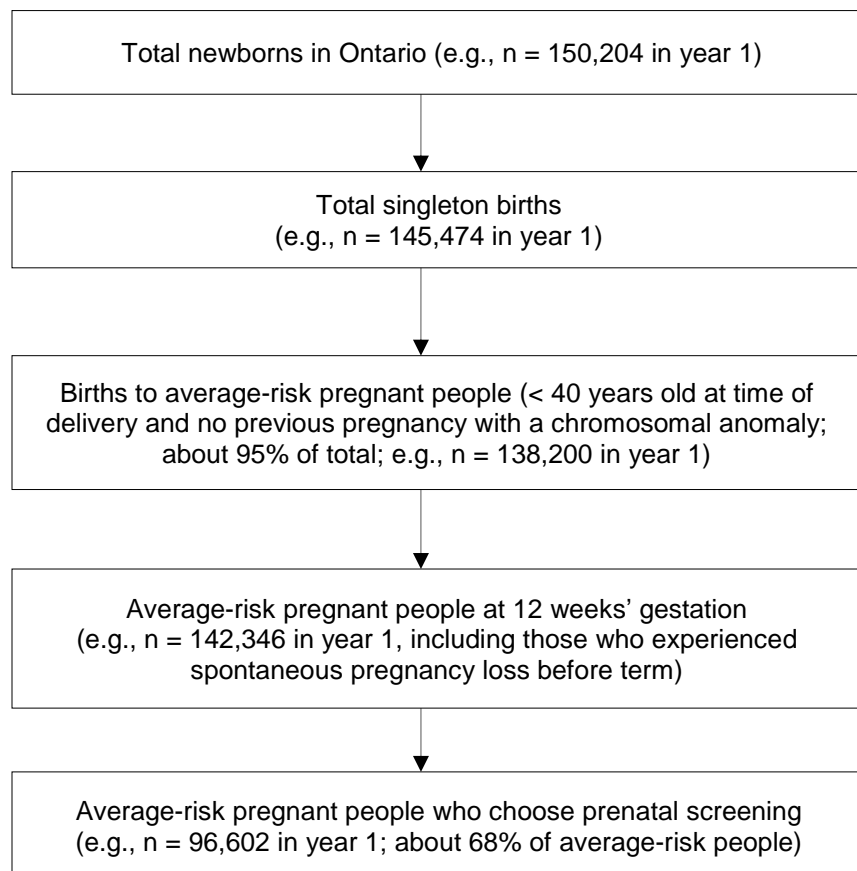 Total newborns in Ontario (e.g., n = 150,204 in year 1)
Total singleton births
(e.g., n = 145,474 in year 1)
Births to average-risk pregnant people (< 40 years old at time of
delivery and no previous pregnancy with a chromosomal anomaly;
about 95% of total; e.g., n = 138,200 in year 1)
Average-risk pregnant people at 12 weeks’ gestation
(e.g., n = 142,346 in year 1, including those who experienced
spontaneous pregnancy loss before term)
Average-risk pregnant people who choose prenatal screening
(e.g., n = 96,602 in year 1; about 68% of average-risk people)